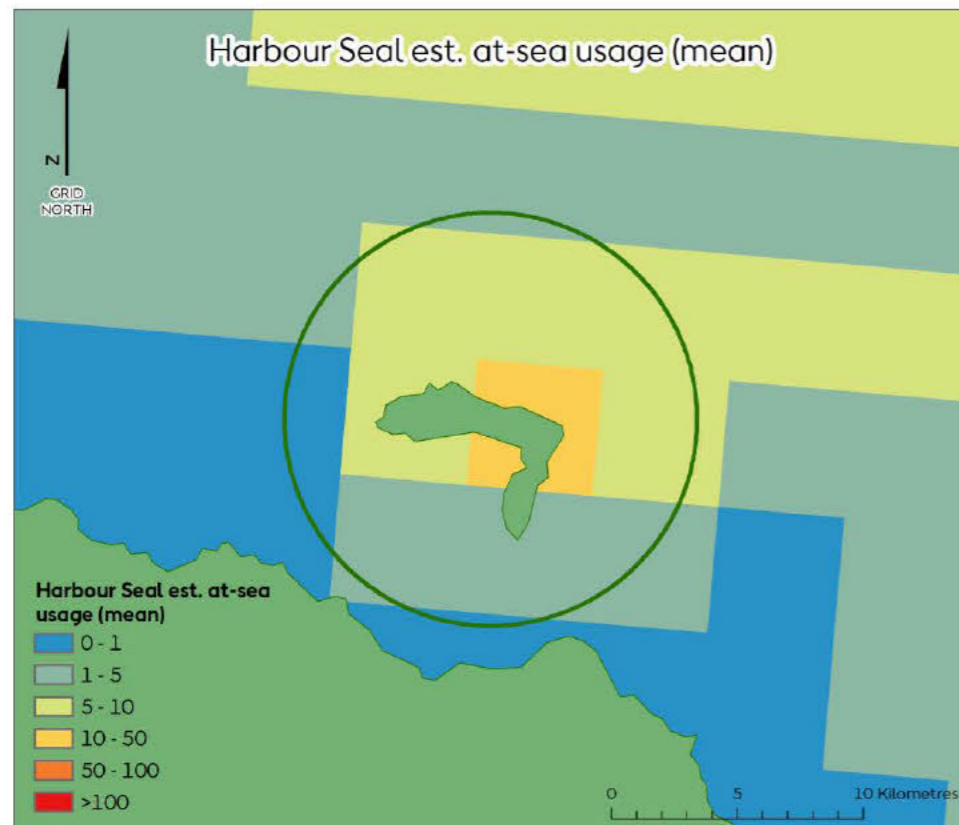 Harbour Seal est. at-sea usage (mean)
N
GRID
NORTH
Harbour Seal est. at-sea
usage (mean)
0 - 1
1 - 5
5 - 10
10 - 50
50 - 100
>100
0 5 10 Kilometres